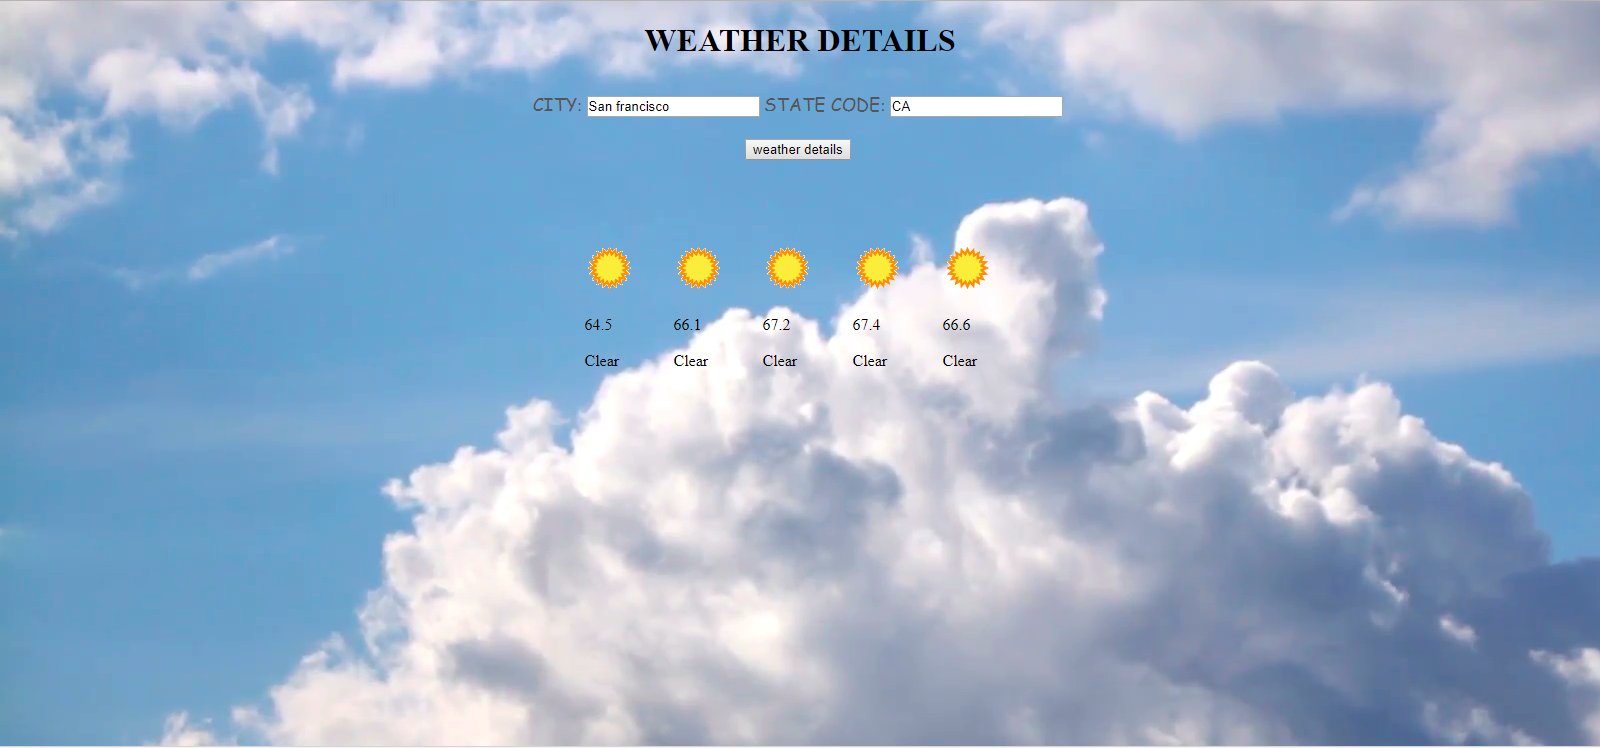 WEATHER DETAILS
CITY: San francisco STATE CODE: CA
weather details
64.5 66.1 67.2 67.4 66.6
Clear Clear Clear Clear Clear